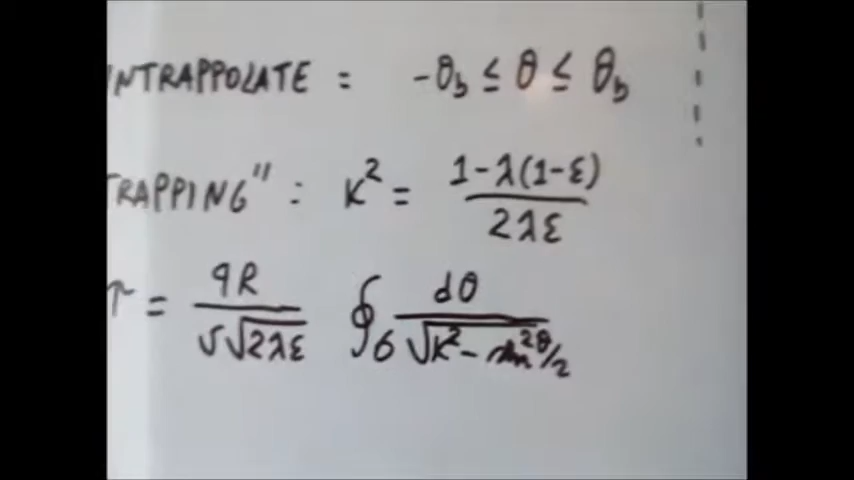 INTRAPPOLATE : -θb ≤ θ ≤ θb
TRAPPING" : K² = (1-λ(1-ε))/(2λε)
τ = qR/(v√(2λε)) ∮σ dθ/√(K² - sin²θ/2)